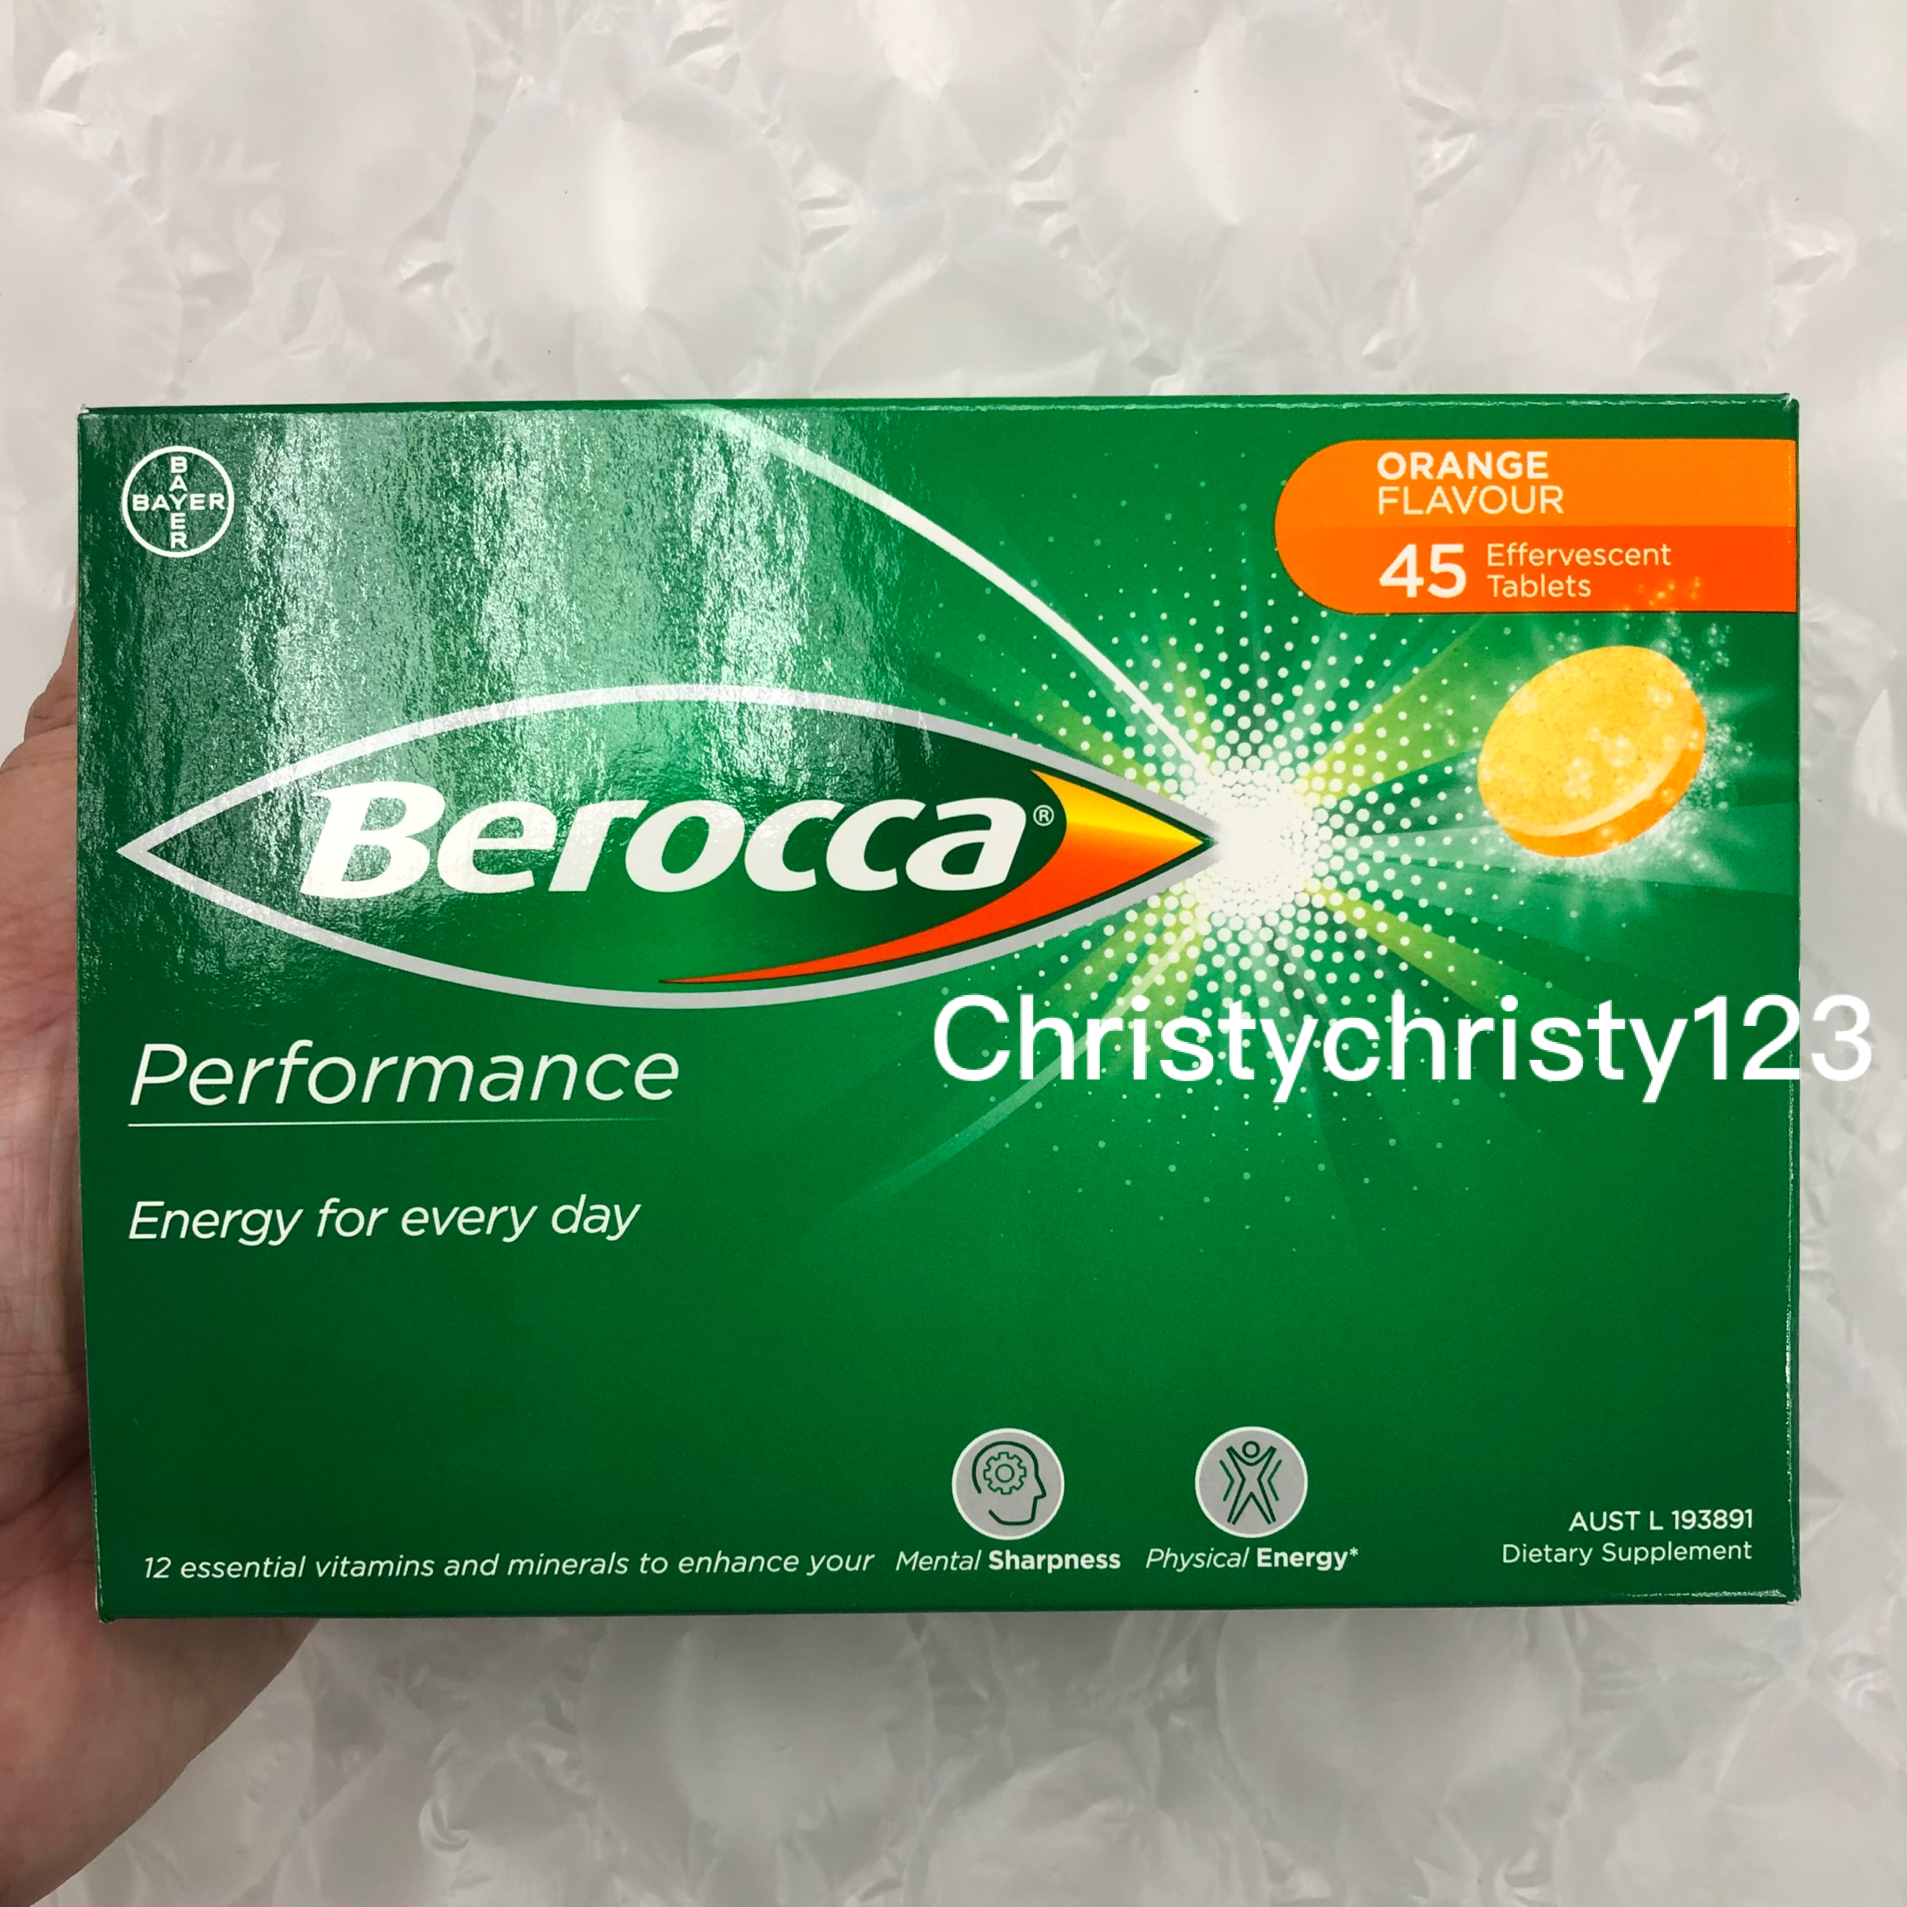 BAYER
BAYER
ORANGE
FLAVOUR
45 Effervescent
Tablets
Berocca®
Christychristy123
Performance
Energy for every day
12 essential vitamins and minerals to enhance your Mental Sharpness Physical Energy*
AUST L 193891
Dietary Supplement